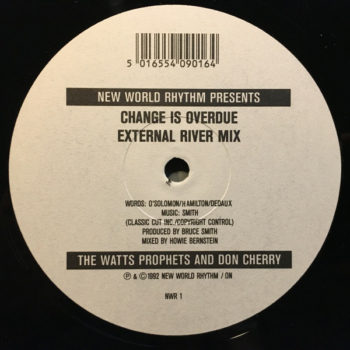 5 016554 090164
NEW WORLD RHYTHM PRESENTS
CHANGE IS OVERDUE
EXTERNAL RIVER MIX
WORDS: O'SOLOMON/HAMILTON/DEDAUX
MUSIC: SMITH
(CLASSIC CUT INC./COPYRIGHT CONTROL)
PRODUCED BY BRUCE SMITH
MIXED BY HOWIE BERNSTEIN
THE WATTS PROPHETS AND DON CHERRY
℗ & ©1992 NEW WORLD RHYTHM / ON
NWR 1